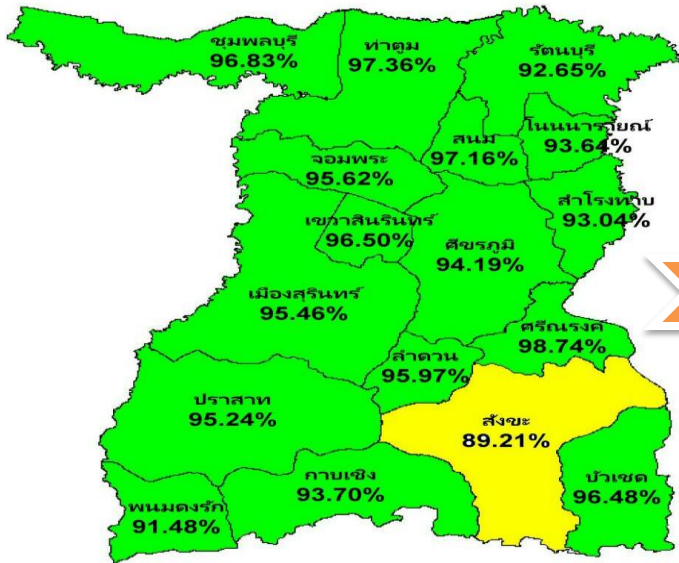 ชุมพลบุรี
96.83%
ท่าตูม
97.36%
รัตนบุรี
92.65%
สนม
97.16%
โนนนารายณ์
93.64%
จอมพระ
95.62%
สำโรงทาบ
93.04%
เขวาสินรินทร์
96.50%
ศีขรภูมิ
94.19%
เมืองสุรินทร์
95.46%
ศรีณรงค์
98.74%
ลำดวน
95.97%
ปราสาท
95.24%
สังขะ
89.21%
กาบเชิง
93.70%
บัวเชด
96.48%
พนมดงรัก
91.48%